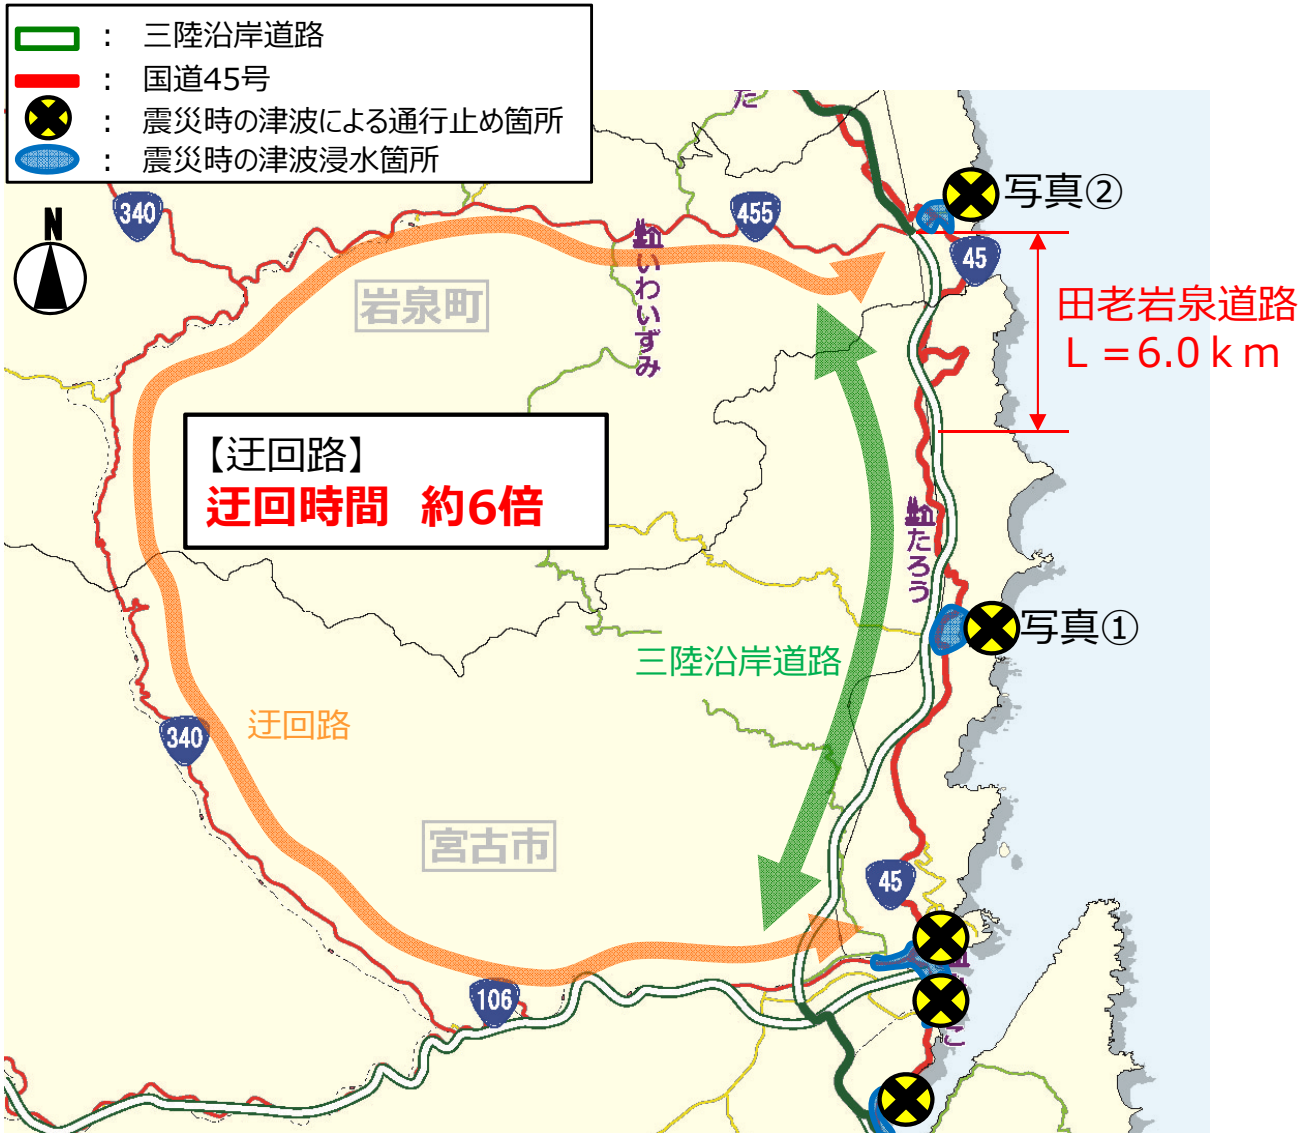 ： 三陸沿岸道路
： 国道45号
： 震災時の津波による通行止め箇所
： 震災時の津波浸水箇所
N
340
455
写真②
45
岩泉町
いわいずみ
田老岩泉道路
Ｌ＝6.0ｋｍ
【迂回路】
迂回時間　約6倍
たろう
写真①
三陸沿岸道路
迂回路
340
宮古市
45
106
こ